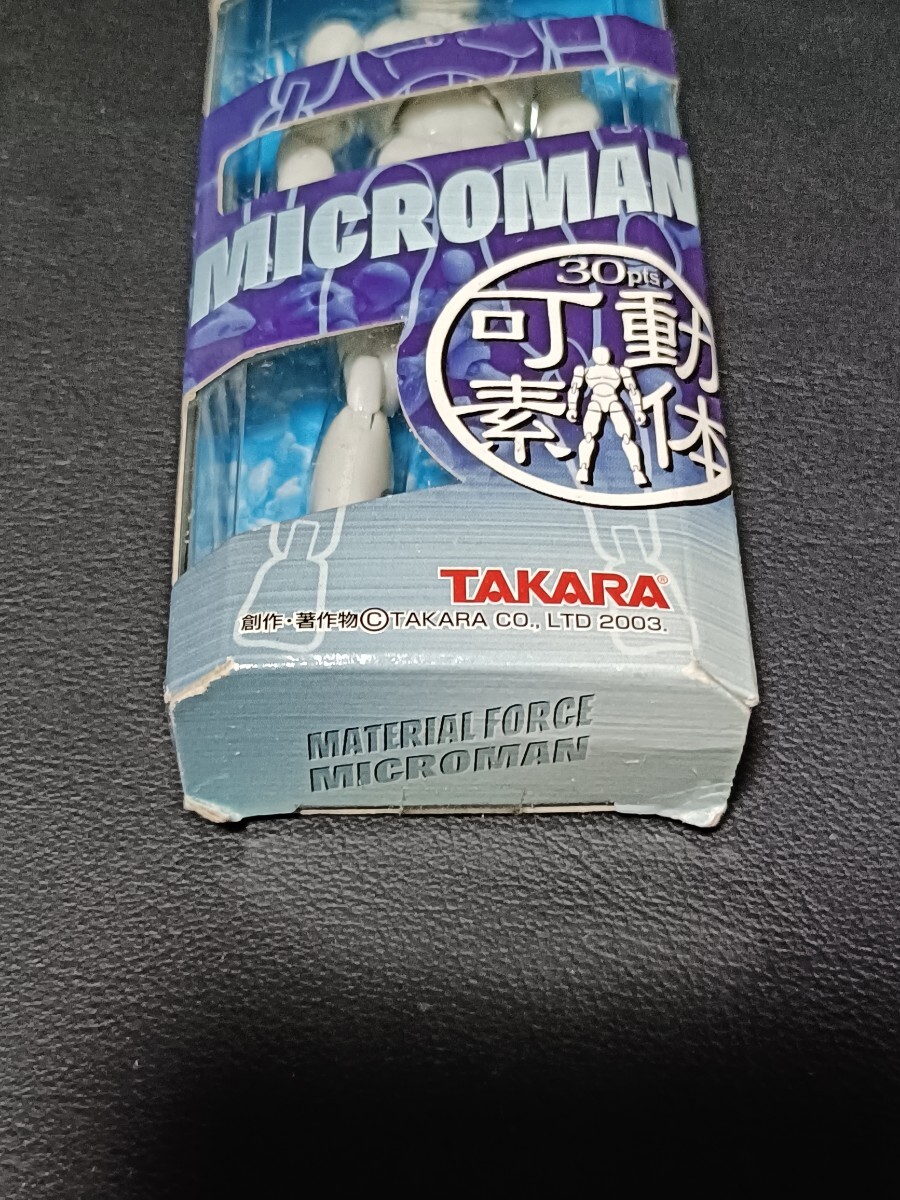 MICROMAN
30pts
可動
素体
TAKARA®
創作・著作物©TAKARA CO., LTD 2003.
MATERIAL FORCE
MICROMAN